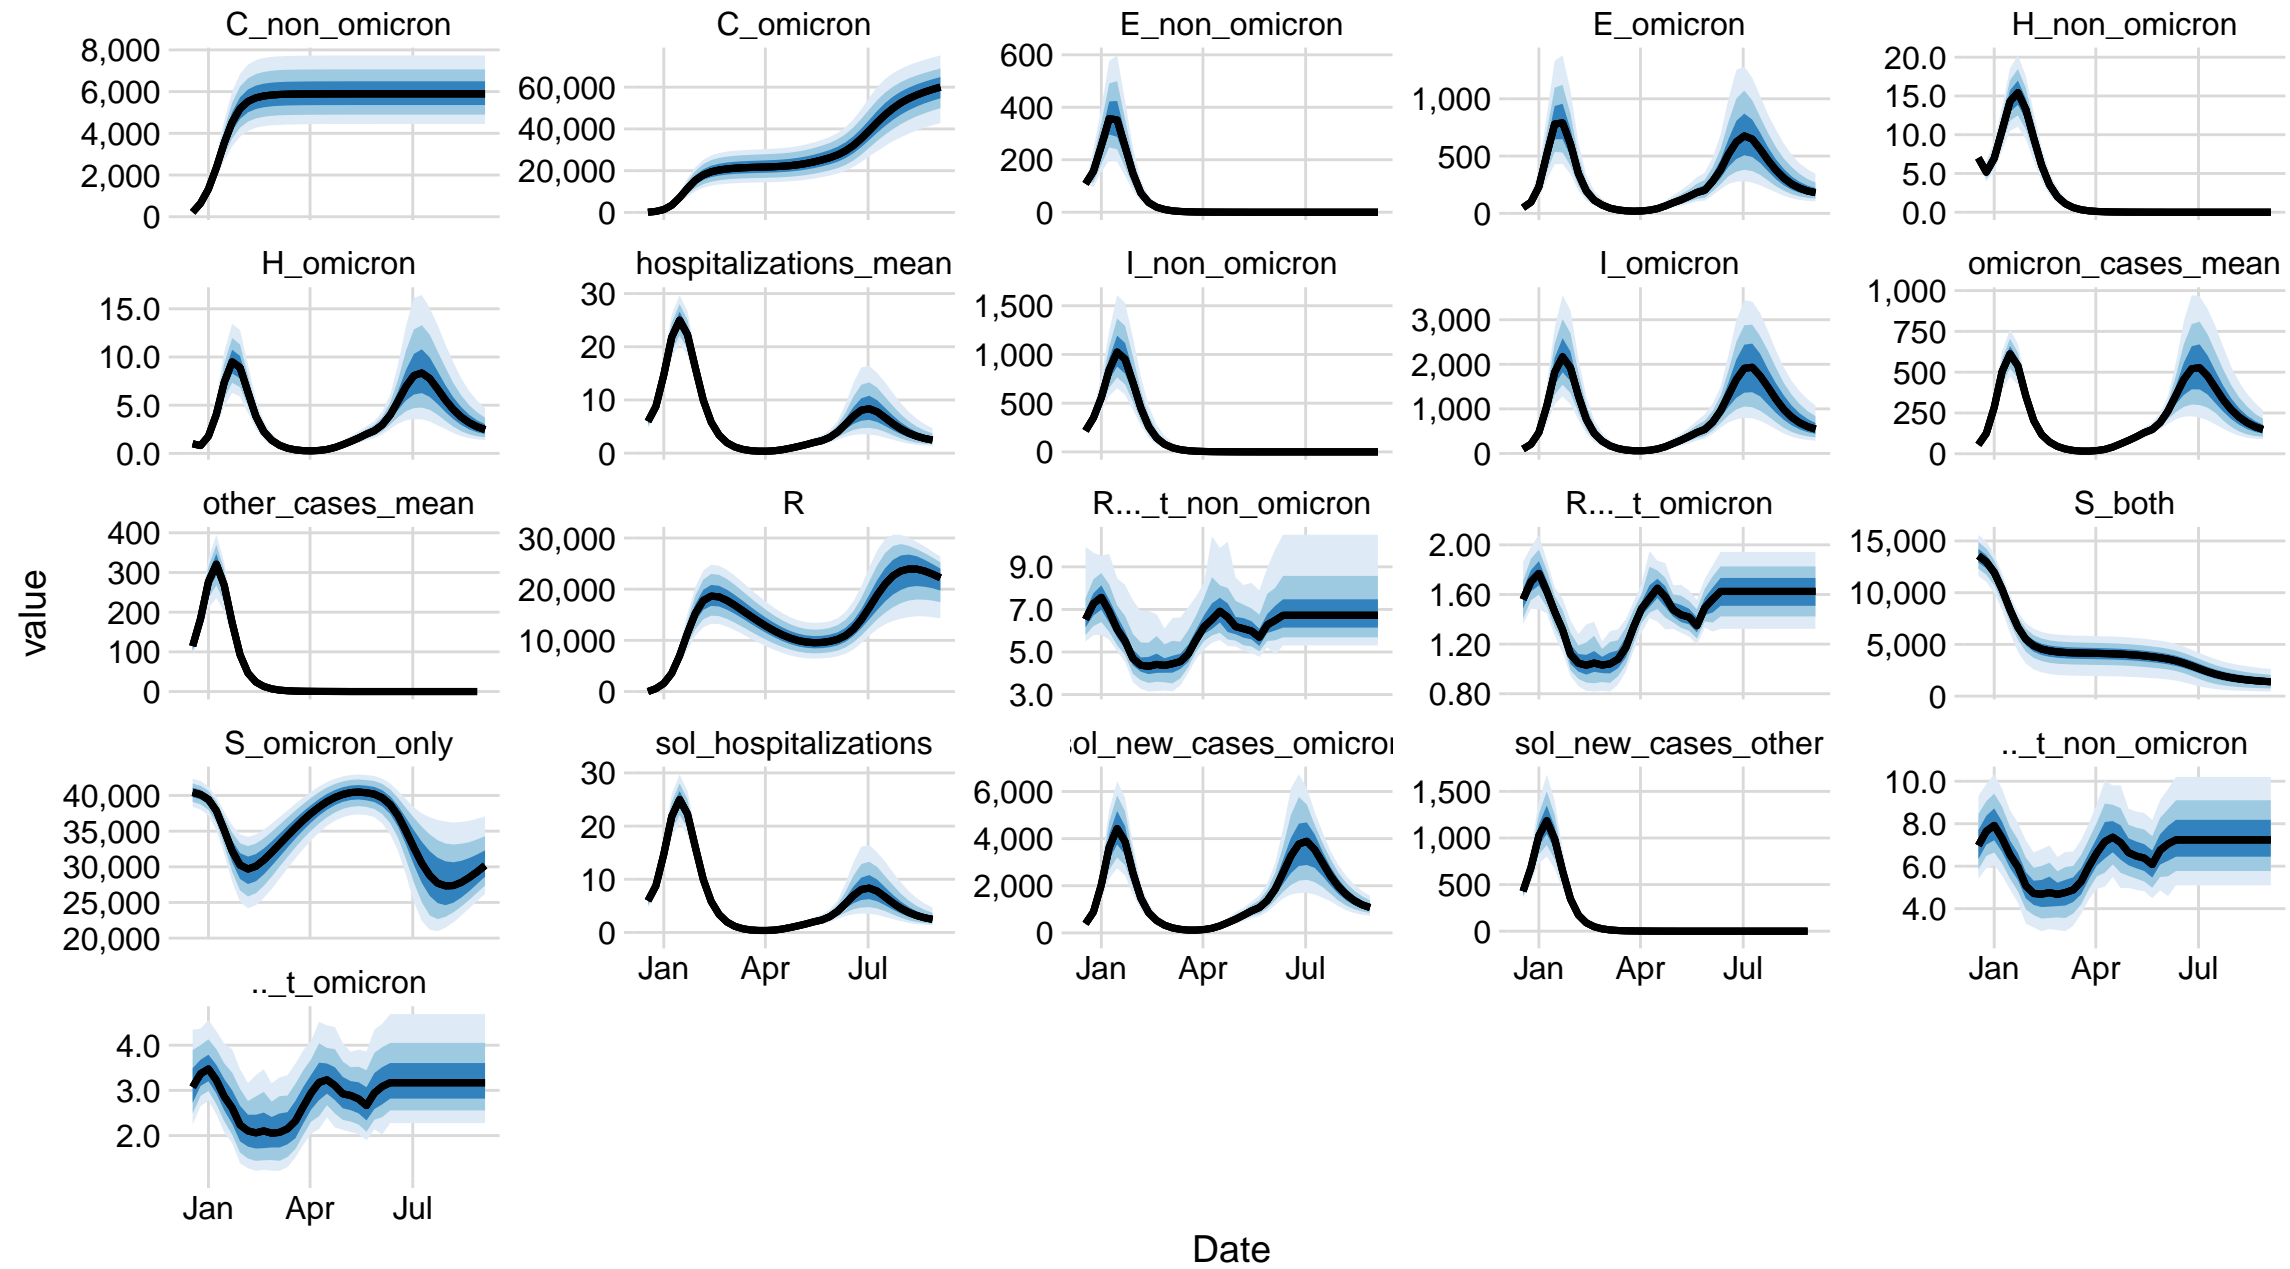 C_non_omicron C_omicron E_non_omicron E_omicron H_non_omicron
8,000 6,000 4,000 2,000 0
60,000 40,000 20,000 0
600 400 200 0
1,000 500 0
20.0 15.0 10.0 5.0 0.0
H_omicron hospitalizations_mean I_non_omicron I_omicron omicron_cases_mean
15.0 10.0 5.0 0.0
30 20 10 0
1,500 1,000 500 0
3,000 2,000 1,000 0
1,000 750 500 250 0
other_cases_mean R R..._t_non_omicron R..._t_omicron S_both
400 300 200 100 0
30,000 20,000 10,000 0
9.0 7.0 5.0 3.0
2.00 1.60 1.20 0.80
15,000 10,000 5,000 0
S_omicron_only sol_hospitalizations sol_new_cases_omicron sol_new_cases_other .._t_non_omicron
40,000 35,000 30,000 25,000 20,000
30 20 10 0
6,000 4,000 2,000 0
1,500 1,000 500 0
10.0 8.0 6.0 4.0
Jan Apr Jul Jan Apr Jul Jan Apr Jul Jan Apr Jul
.._t_omicron
4.0 3.0 2.0
Jan Apr Jul
value
Date